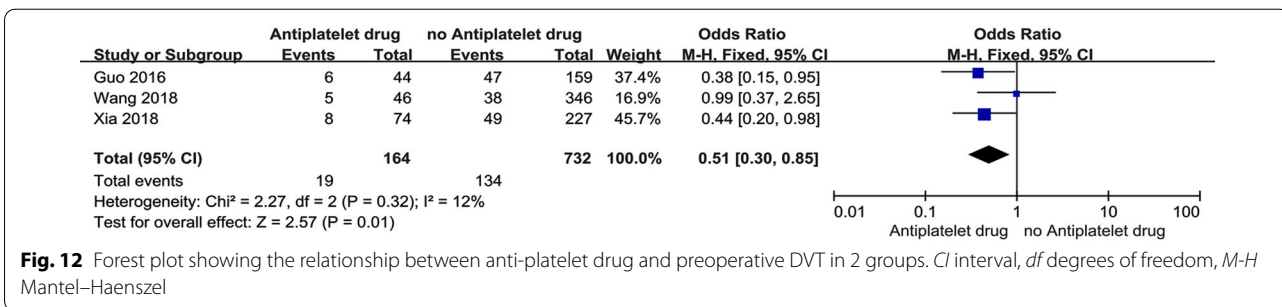 Antiplatelet drug no Antiplatelet drug Odds Ratio Odds Ratio
Study or Subgroup Events Total Events Total Weight M-H, Fixed, 95% CI M-H, Fixed, 95% CI
Guo 2016 6 44 47 159 37.4% 0.38 [0.15, 0.95]
Wang 2018 5 46 38 346 16.9% 0.99 [0.37, 2.65]
Xia 2018 8 74 49 227 45.7% 0.44 [0.20, 0.98]
Total (95% CI) 164 732 100.0% 0.51 [0.30, 0.85]
Total events 19 134
Heterogeneity: Chi² = 2.27, df = 2 (P = 0.32); I² = 12%
Test for overall effect: Z = 2.57 (P = 0.01)
0.01 0.1 1 10 100
Antiplatelet drug no Antiplatelet drug
Fig. 12 Forest plot showing the relationship between anti-platelet drug and preoperative DVT in 2 groups. CI interval, df degrees of freedom, M-H
Mantel–Haenszel